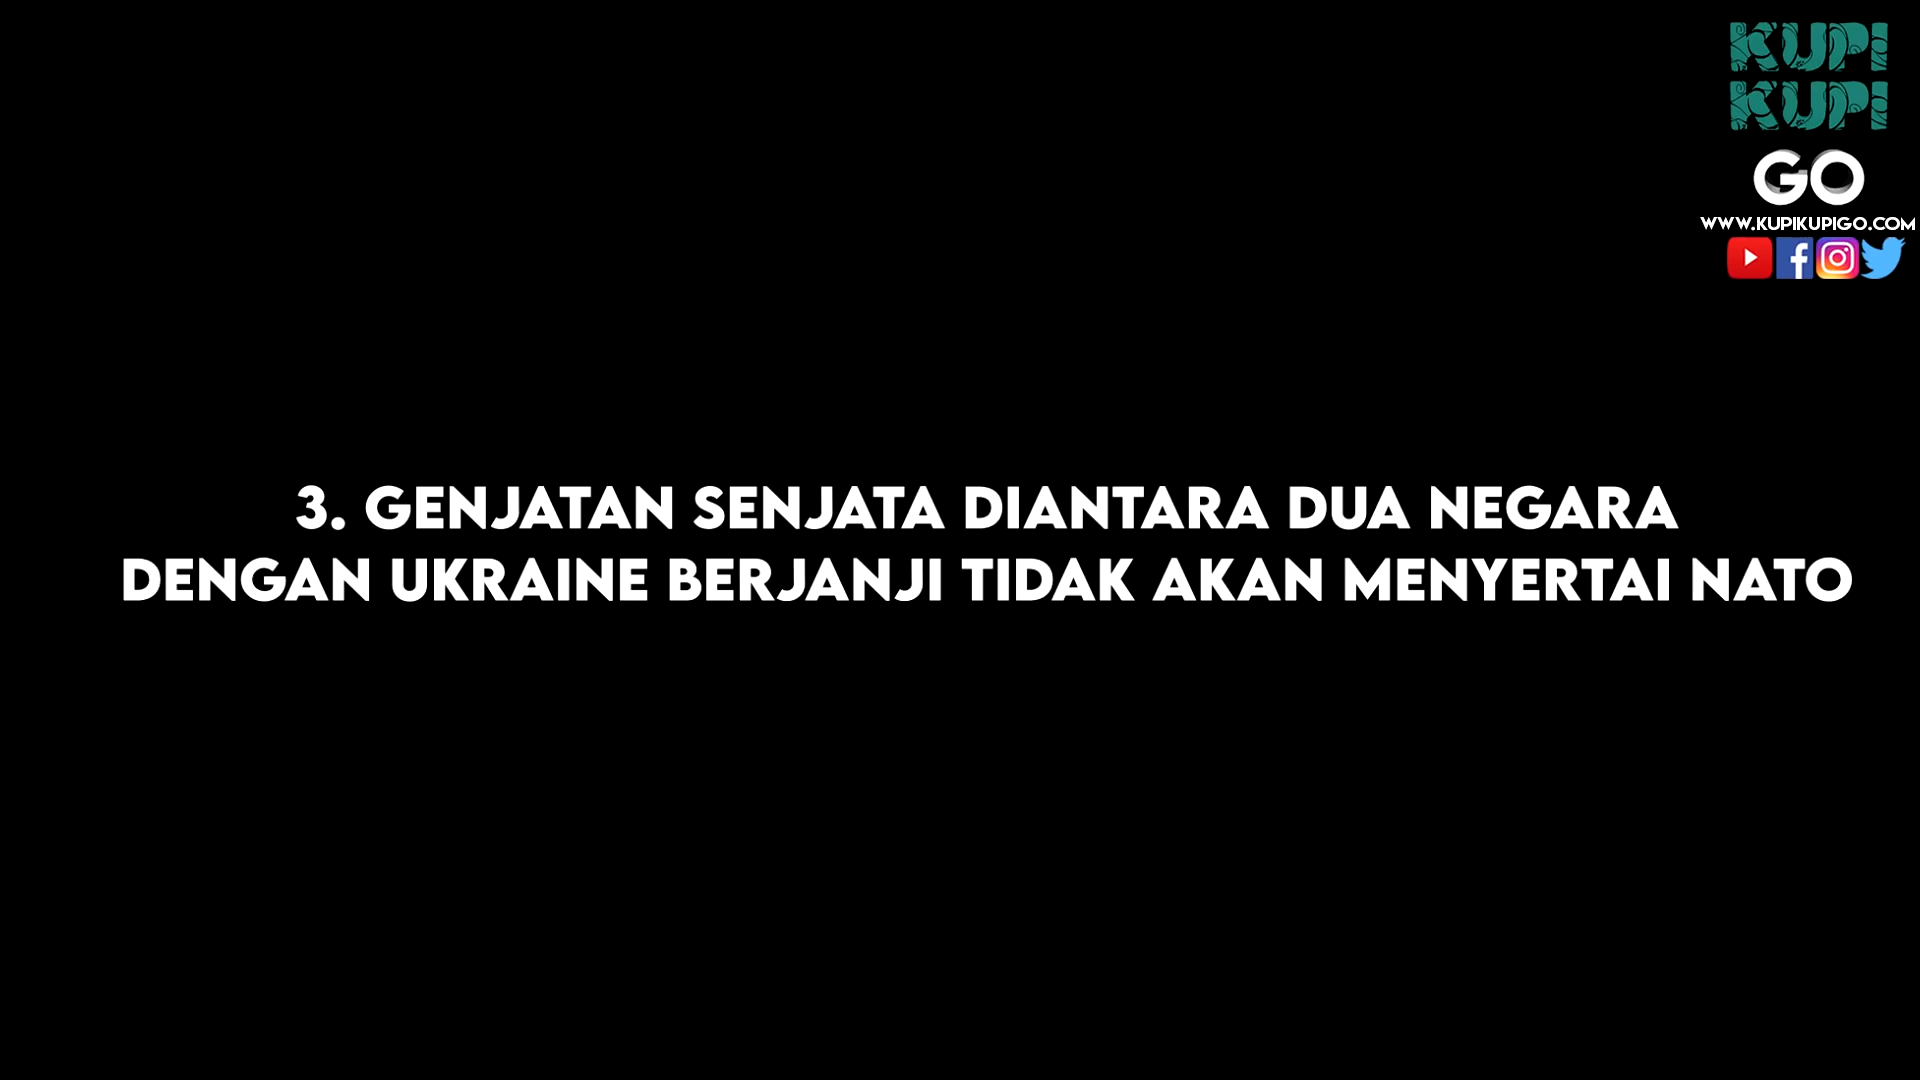 KUPI
KUPI
GO
WWW.KUPIKUPIGO.COM
3. GENJATAN SENJATA DIANTARA DUA NEGARA
DENGAN UKRAINE BERJANJI TIDAK AKAN MENYERTAI NATO